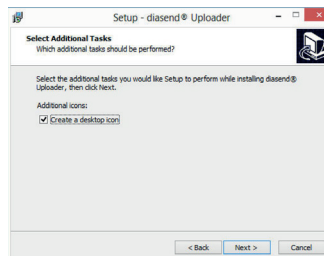 Setup - diasend® Uploader
Select Additional Tasks
Which additional tasks should be performed?
Select the additional tasks you would like Setup to perform while installing diasend®
Uploader, then click Next.
Additional icons:
Create a desktop icon
< Back
Next >
Cancel